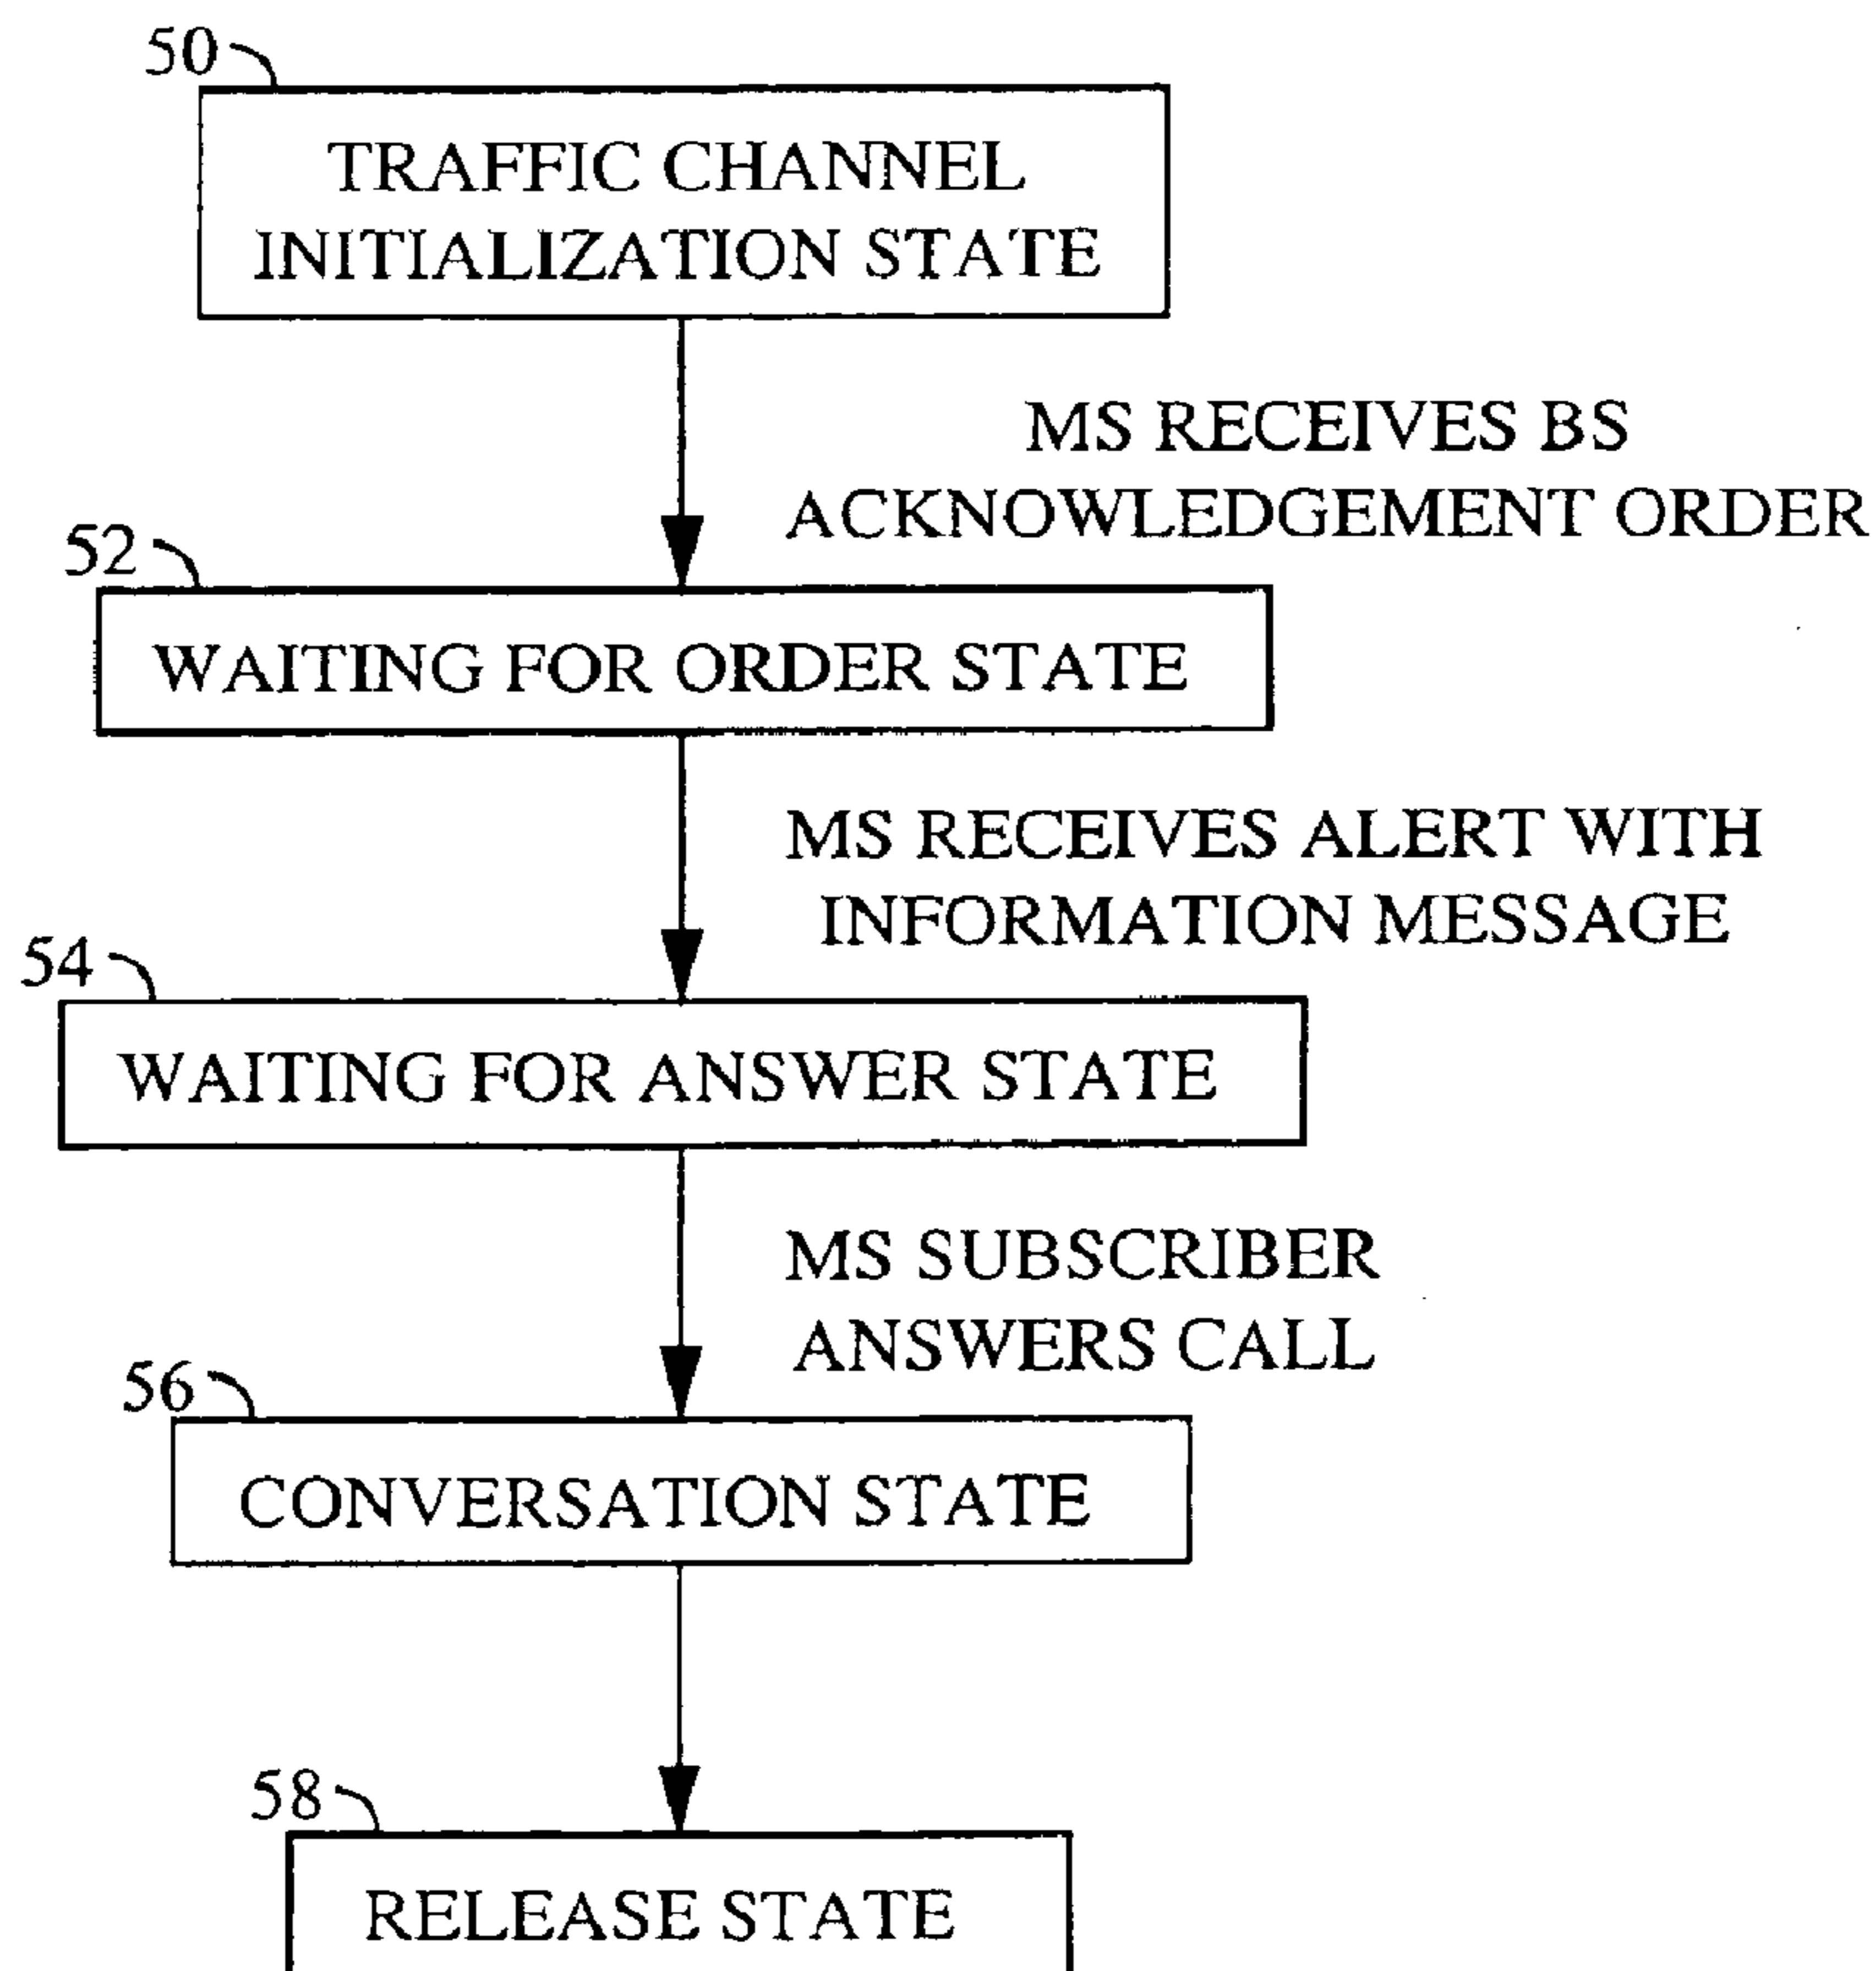 50
TRAFFIC CHANNEL
INITIALIZATION STATE
MS RECEIVES BS
ACKNOWLEDGEMENT ORDER
52
WAITING FOR ORDER STATE
MS RECEIVES ALERT WITH
INFORMATION MESSAGE
54
WAITING FOR ANSWER STATE
MS SUBSCRIBER
ANSWERS CALL
56
CONVERSATION STATE
58
RELEASE STATE